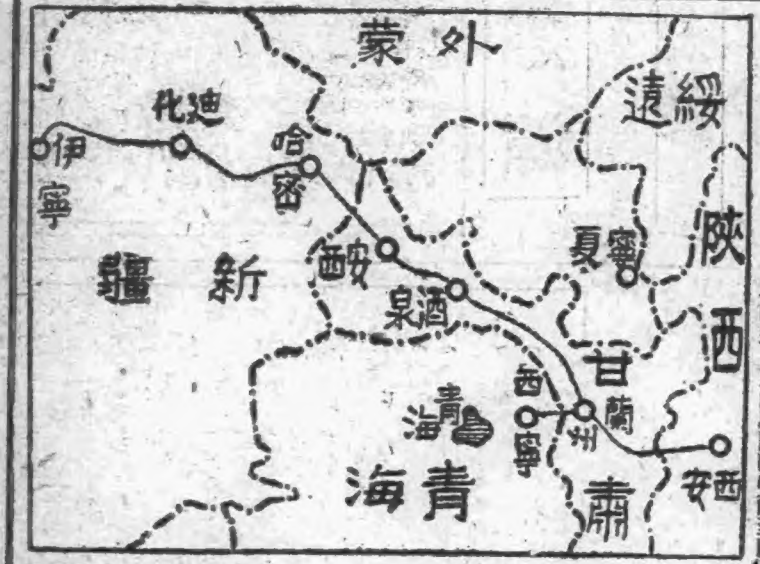 外蒙
綏遠
迪化
哈密
伊寧
新疆
安西
酒泉
寧夏
陝西
甘肅
蘭州
西寧
青海
青海
西安